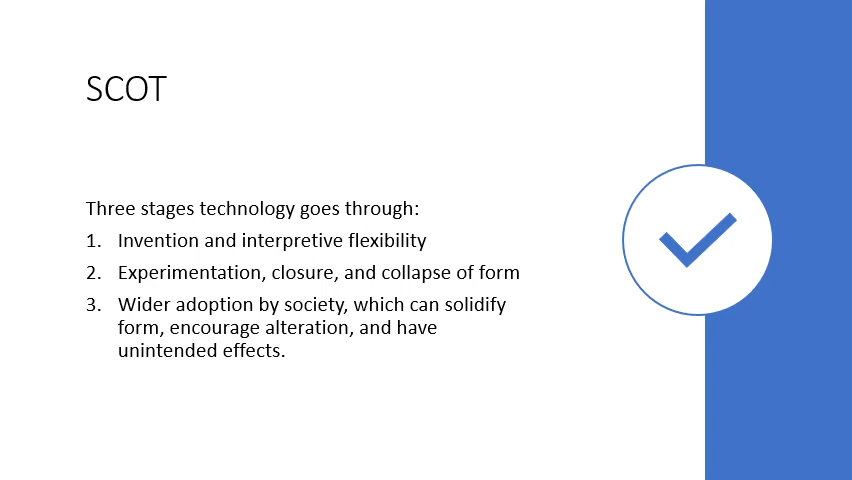 SCOT
Three stages technology goes through:
1. Invention and interpretive flexibility
2. Experimentation, closure, and collapse of form
3. Wider adoption by society, which can solidify
form, encourage alteration, and have
unintended effects.